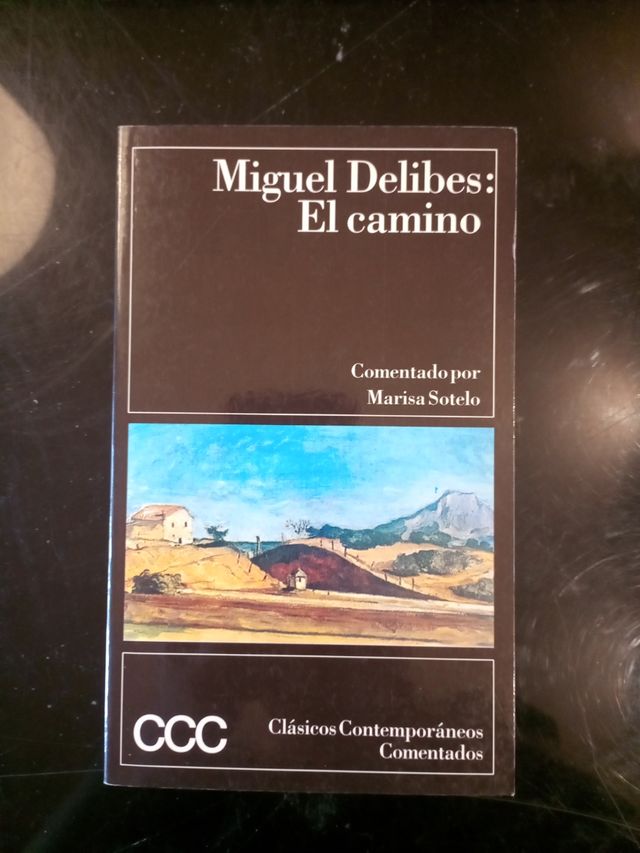 Miguel Delibes:
El camino
Comentado por
Marisa Sotelo
CCC
Clásicos Contemporáneos
Comentados